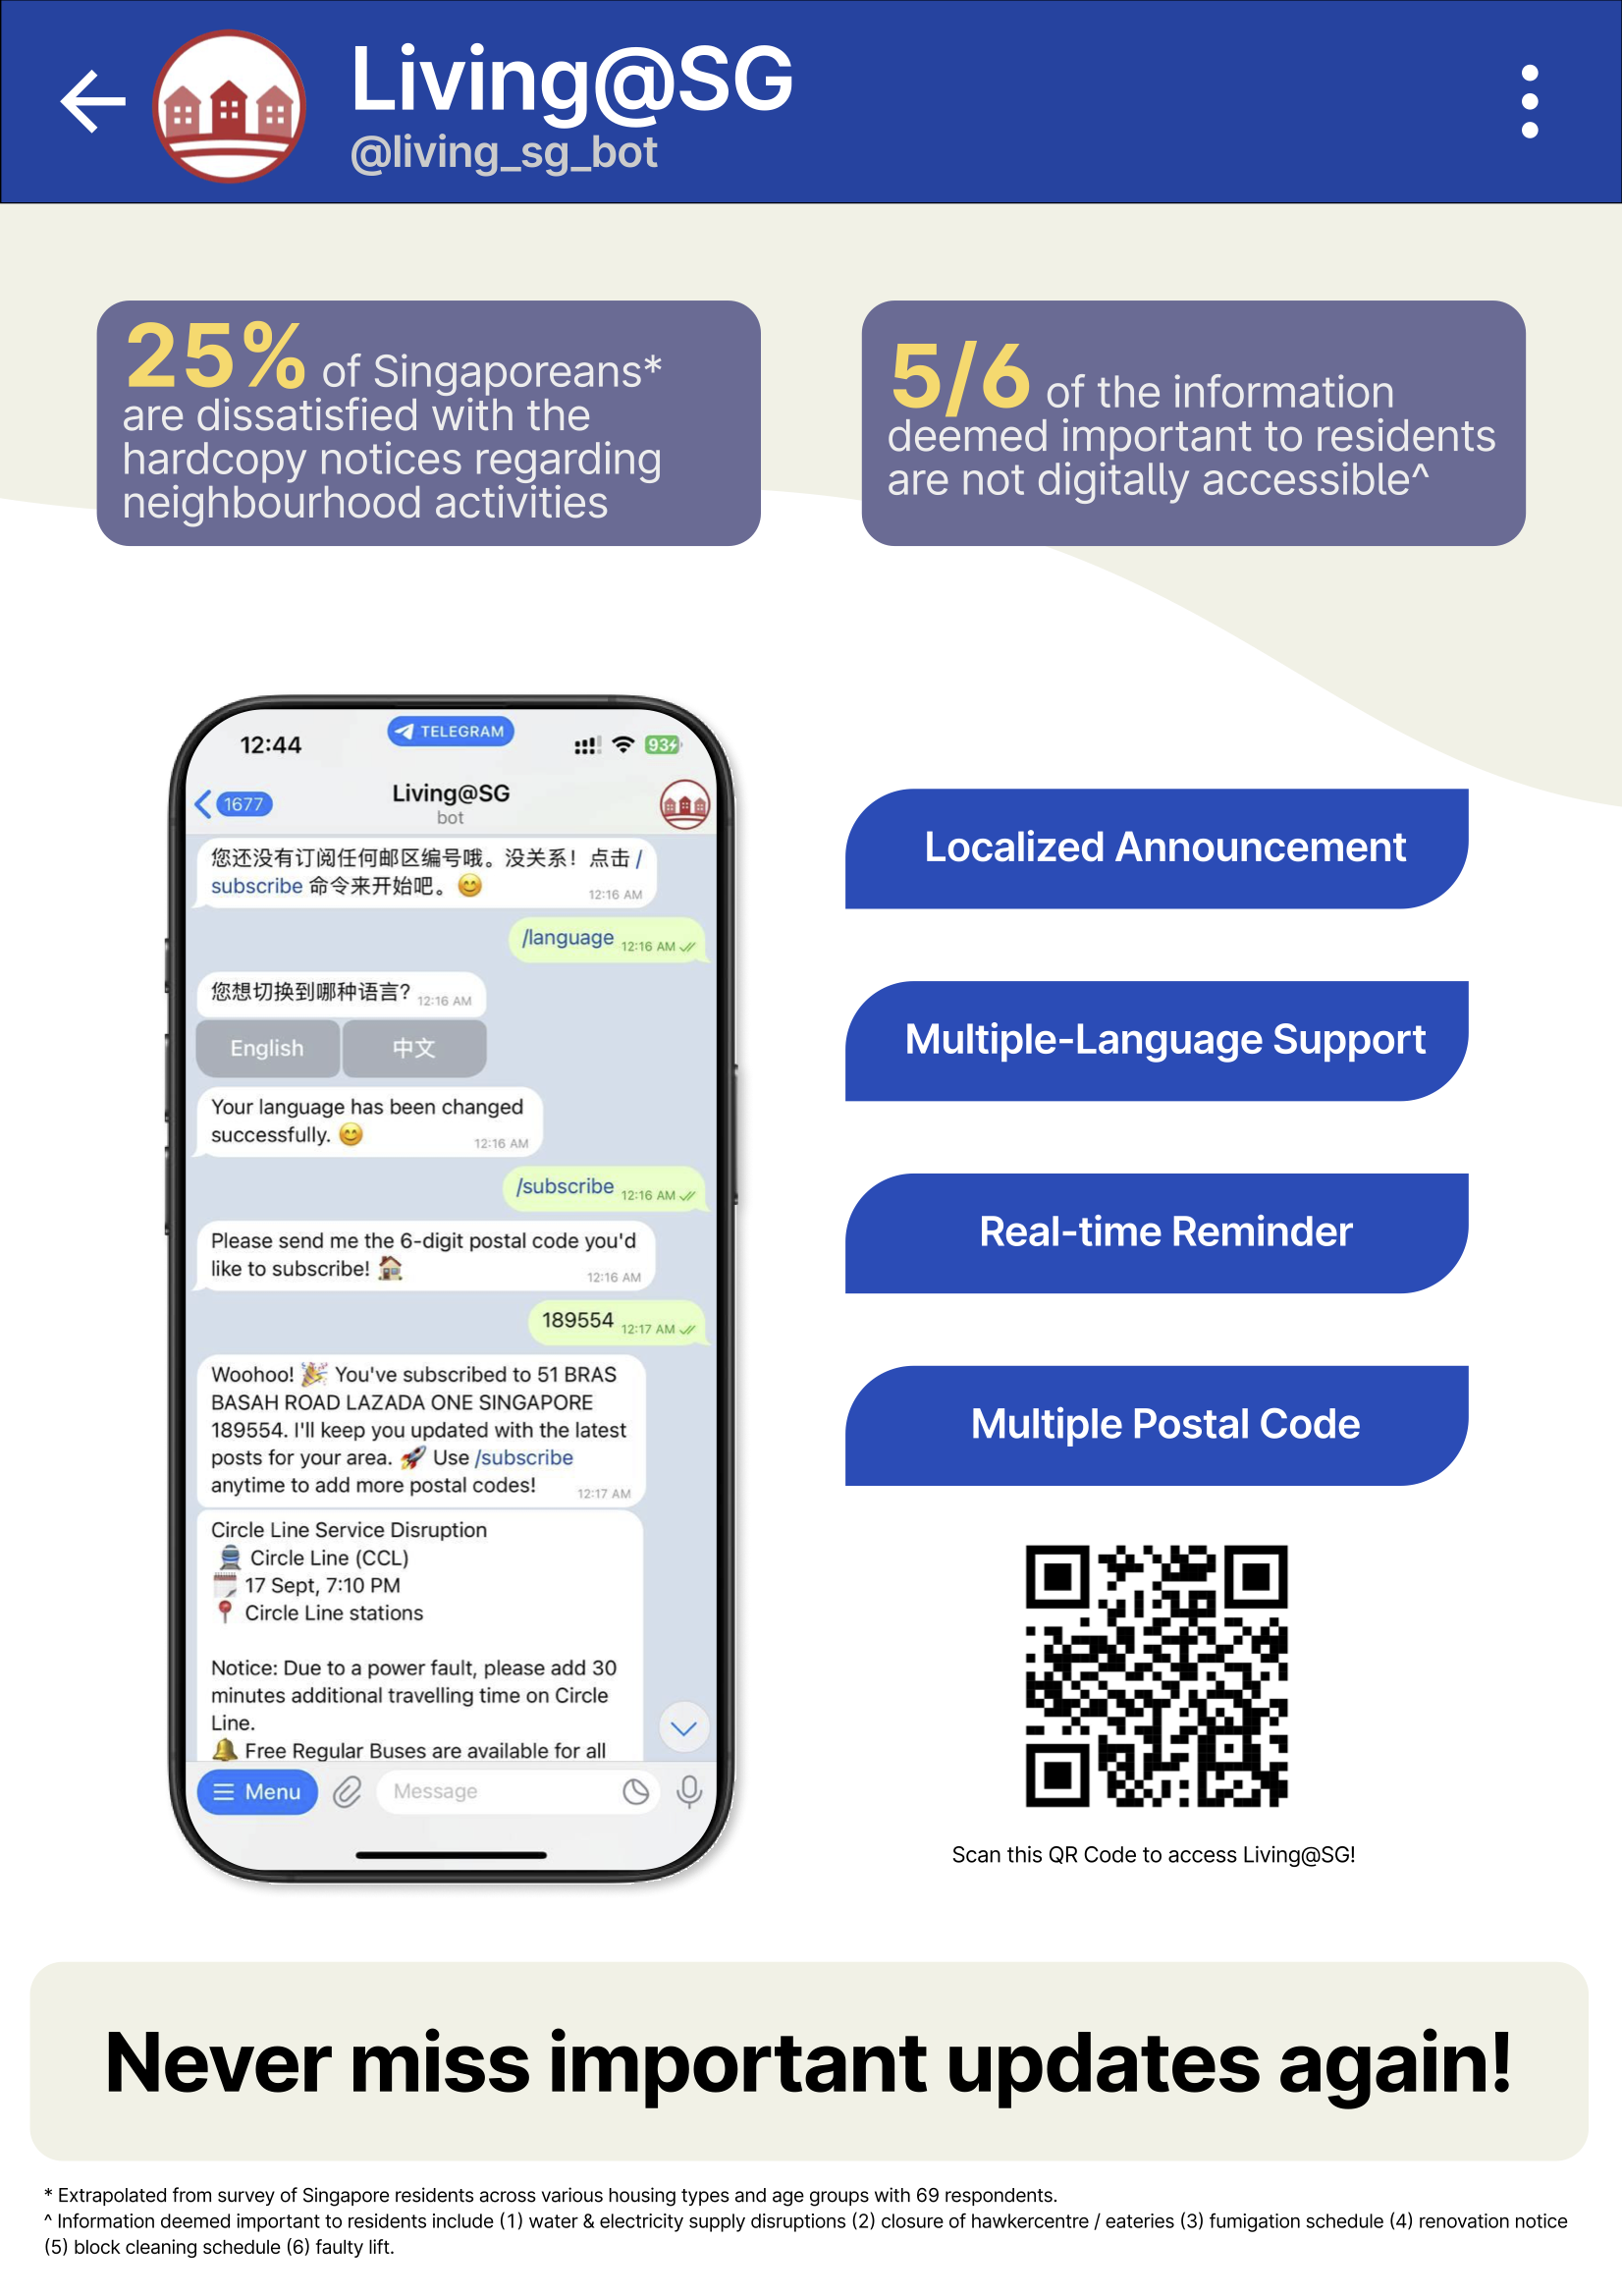 Living@SG
@living_sg_bot
25% of Singaporeans*
are dissatisfied with the
hardcopy notices regarding
neighbourhood activities
5/6 of the information
deemed important to residents
are not digitally accessible^
12:44
TELEGRAM
93
1677
Living@SG
bot
您还没有订阅任何邮区编号哦。没关系！点击 /
subscribe 命令来开始吧。😊 12:16 AM
/language 12:16 AM
您想切换到哪种语言? 12:16 AM
English 中文
Your language has been changed
successfully. 😊 12:16 AM
/subscribe 12:16 AM
Please send me the 6-digit postal code you'd
like to subscribe! 🏠 12:16 AM
189554 12:17 AM
Woohoo! 🎉 You've subscribed to 51 BRAS
BASAH ROAD LAZADA ONE SINGAPORE
189554. I'll keep you updated with the latest
posts for your area. 🚀 Use /subscribe
anytime to add more postal codes! 12:17 AM
Circle Line Service Disruption
🚆 Circle Line (CCL)
🗓 17 Sept, 7:10 PM
📍 Circle Line stations
Notice: Due to a power fault, please add 30
minutes additional travelling time on Circle
Line.
🔔 Free Regular Buses are available for all
Menu
Message
Localized Announcement
Multiple-Language Support
Real-time Reminder
Multiple Postal Code
Scan this QR Code to access Living@SG!
Never miss important updates again!
* Extrapolated from survey of Singapore residents across various housing types and age groups with 69 respondents.
^ Information deemed important to residents include (1) water & electricity supply disruptions (2) closure of hawkercentre / eateries (3) fumigation schedule (4) renovation notice
(5) block cleaning schedule (6) faulty lift.